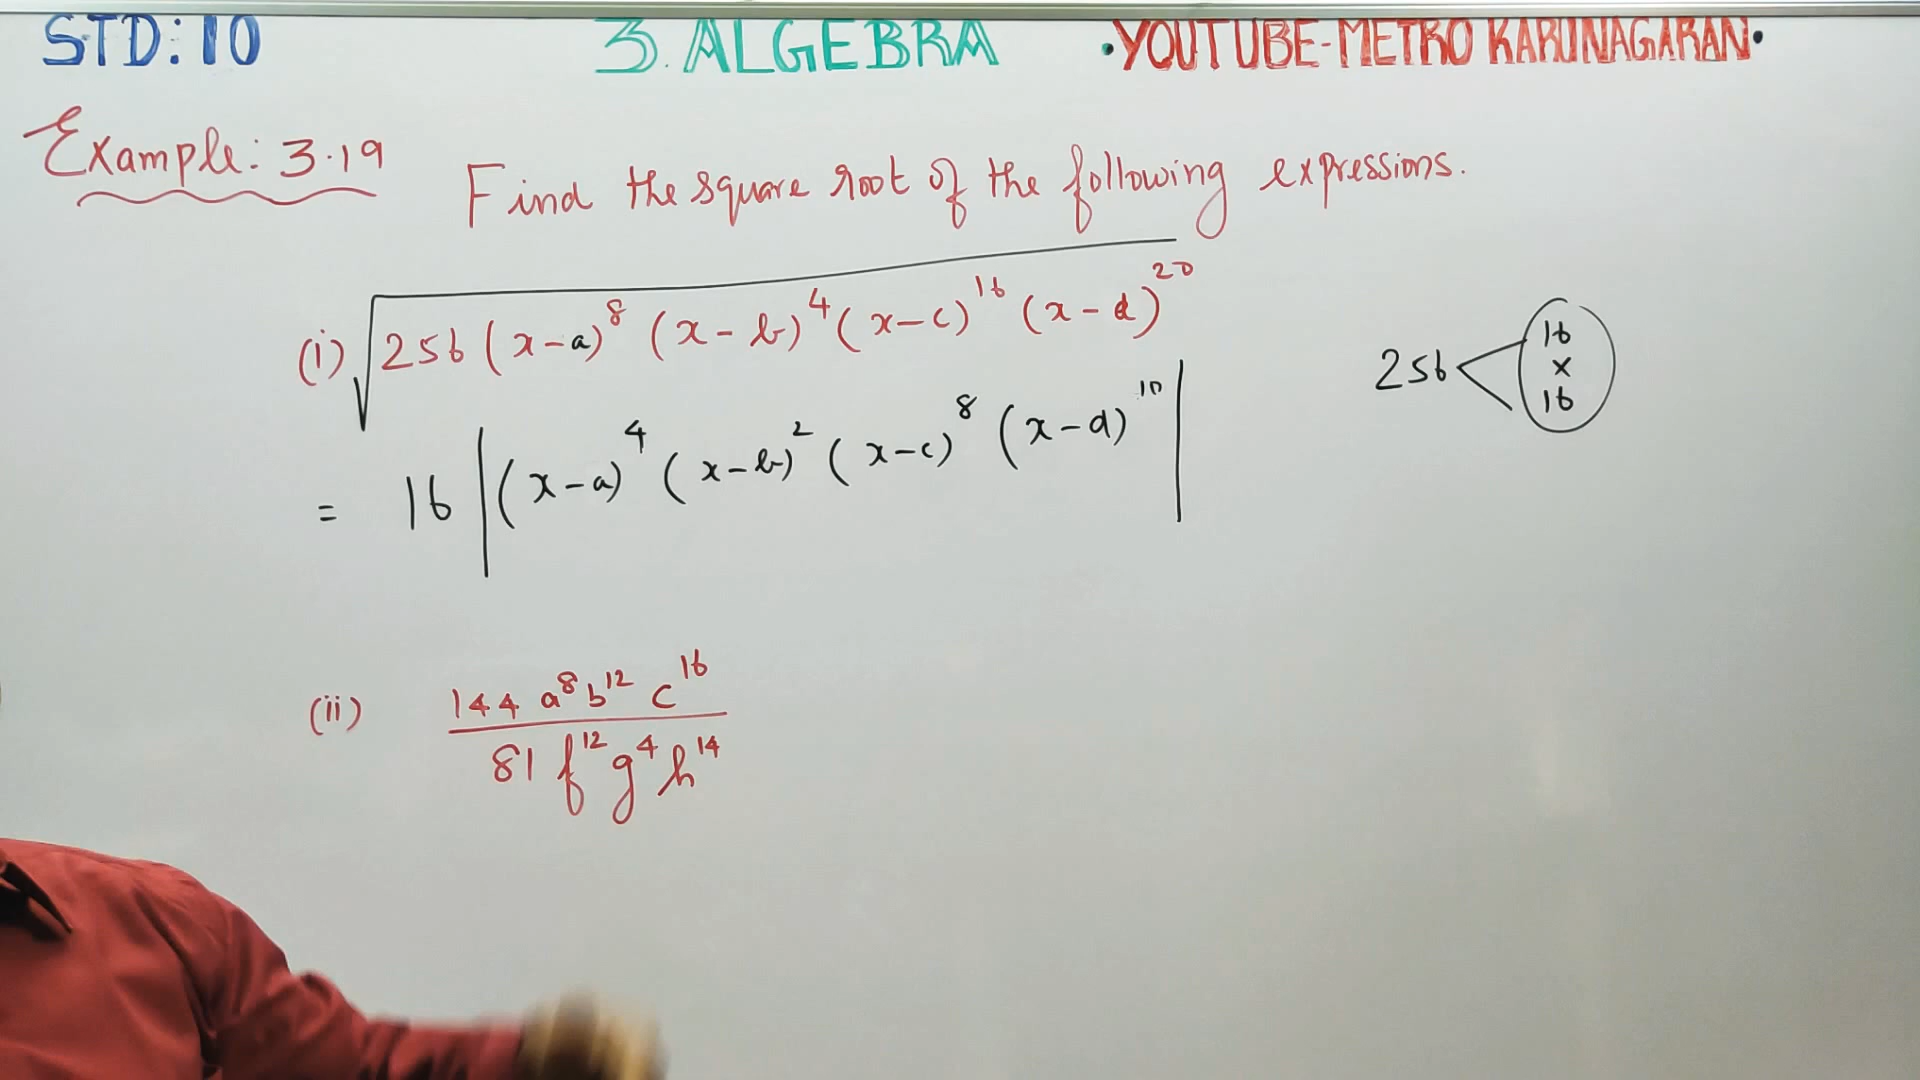 STD: 10 3. ALGEBRA •YOUTUBE-METRO KARUNAGARAN•
Example: 3.19 Find the square root of the following expressions.
(i) √256 (x-a)^8 (x-b)^4 (x-c)^16 (x-d)^20
256 < 16 × 16
= 16 |(x-a)^4 (x-b)^2 (x-c)^8 (x-d)^10|
(ii) 144 a^8 b^12 c^16
81 f^12 g^4 h^14